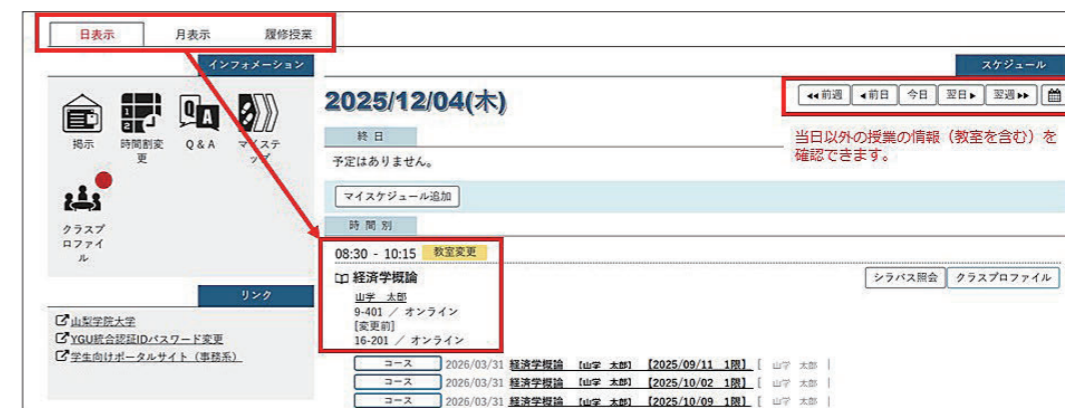 日表示 月表示 履修授業
インフォメーション
掲示
時間割変
更
Q & A
マイステ
ップ
クラスプ
ロファイ
ル
リンク
山梨学院大学
YGU統合認証IDパスワード変更
学生向けポータルサイト（事務系）
スケジュール
2025/12/04(木)
◀◀前週 ◀前日 今日 翌日▶ 翌週▶▶
当日以外の授業の情報（教室を含む）を
確認できます。
終 日
予定はありません。
マイスケジュール追加
時 間 別
08:30 - 10:15 教室変更
経済学概論
シラバス照会 クラスプロファイル
山学 太郎
9-401 ／ オンライン
[変更前]
16-201 ／ オンライン
コース 2026/03/31 経済学概論 [山学 太郎] 【2025/09/11 1限】 [ 山学 太郎 ]
コース 2026/03/31 経済学概論 [山学 太郎] 【2025/10/02 1限】 [ 山学 太郎 ]
コース 2026/03/31 経済学概論 [山学 太郎] 【2025/10/09 1限】 [ 山学 太郎 ]